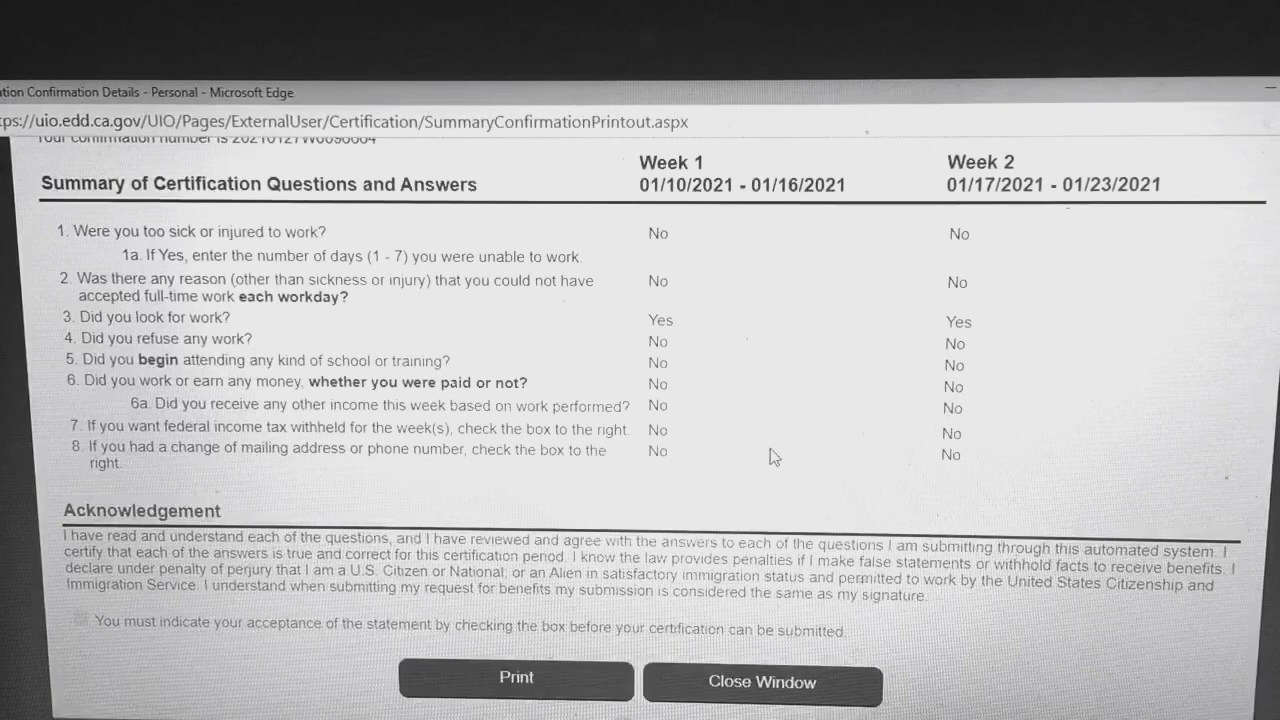 tion Confirmation Details - Personal - Microsoft Edge
tps://uio.edd.ca.gov/UIO/Pages/ExternalUser/Certification/SummaryConfirmationPrintout.aspx
Your confirmation number is
Week 1 Week 2
Summary of Certification Questions and Answers 01/10/2021 - 01/16/2021 01/17/2021 - 01/23/2021
1. Were you too sick or injured to work? No No
1a. If Yes, enter the number of days (1 - 7) you were unable to work.
2. Was there any reason (other than sickness or injury) that you could not have No No
accepted full-time work each workday?
3. Did you look for work? Yes Yes
4. Did you refuse any work? No No
5. Did you begin attending any kind of school or training? No No
6. Did you work or earn any money, whether you were paid or not? No No
6a. Did you receive any other income this week based on work performed? No No
7. If you want federal income tax withheld for the week(s), check the box to the right. No No
8. If you had a change of mailing address or phone number, check the box to the No No
right.
Acknowledgement
I have read and understand each of the questions, and I have reviewed and agree with the answers to each of the questions I am submitting through this automated system. I
certify that each of the answers is true and correct for this certification period. I know the law provides penalties if I make false statements or withhold facts to receive benefits. I
declare under penalty of perjury that I am a U.S. Citizen or National, or an Alien in satisfactory immigration status and permitted to work by the United States Citizenship and
Immigration Service. I understand when submitting my request for benefits my submission is considered the same as my signature.
You must indicate your acceptance of the statement by checking the box before your certification can be submitted.
Print Close Window